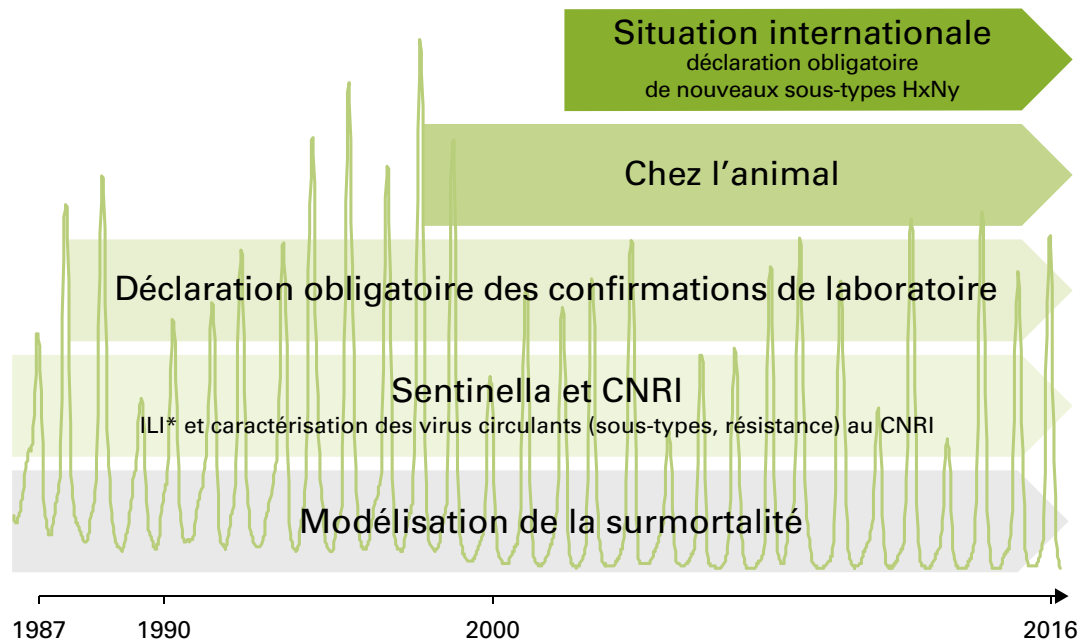 Situation internationale
déclaration obligatoire
de nouveaux sous-types HxNy
Chez l’animal
Déclaration obligatoire des confirmations de laboratoire
Sentinella et CNRI
ILI* et caractérisation des virus circulants (sous-types, résistance) au CNRI
Modélisation de la surmortalité
1987 1990 2000 2016